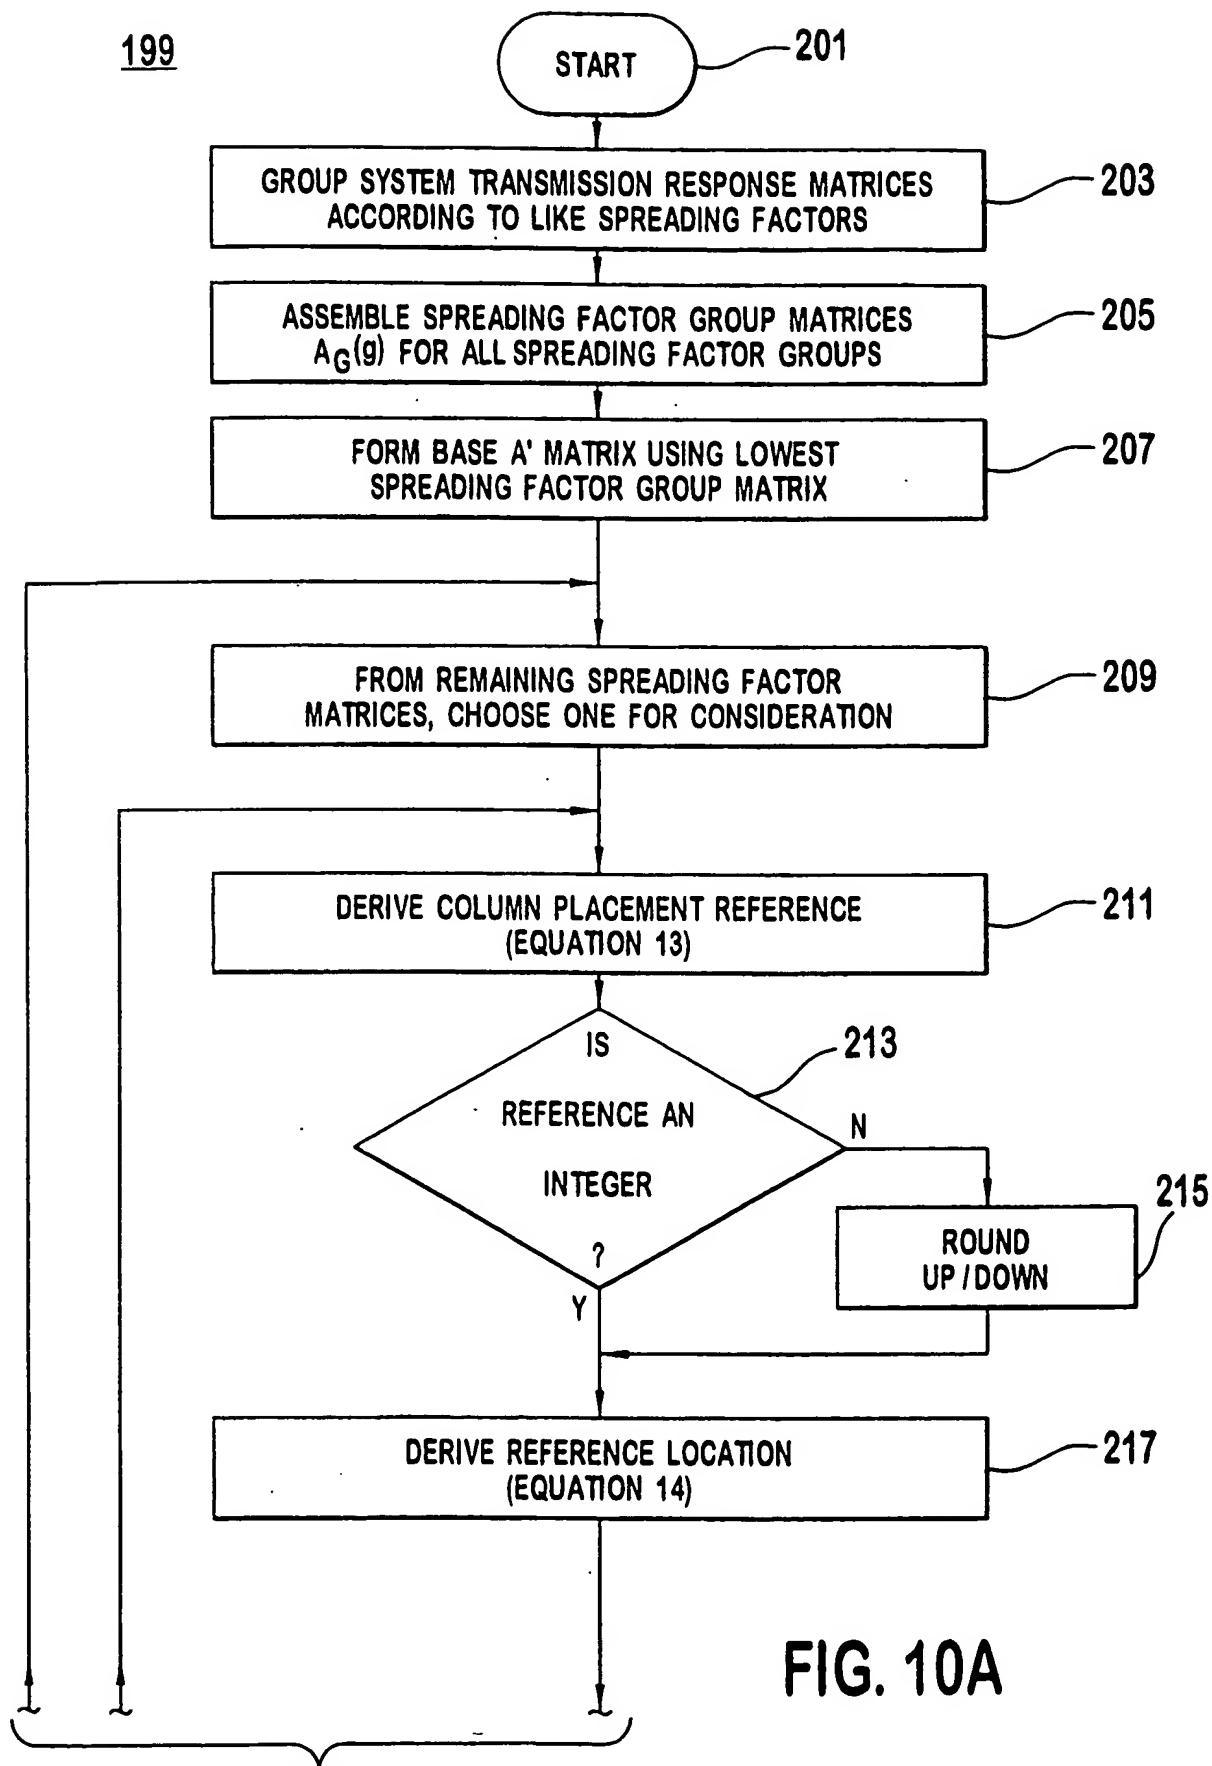 199
START
201
GROUP SYSTEM TRANSMISSION RESPONSE MATRICES
ACCORDING TO LIKE SPREADING FACTORS
203
ASSEMBLE SPREADING FACTOR GROUP MATRICES
AG(g) FOR ALL SPREADING FACTOR GROUPS
205
FORM BASE A' MATRIX USING LOWEST
SPREADING FACTOR GROUP MATRIX
207
FROM REMAINING SPREADING FACTOR
MATRICES, CHOOSE ONE FOR CONSIDERATION
209
DERIVE COLUMN PLACEMENT REFERENCE
(EQUATION 13)
211
IS
REFERENCE AN
INTEGER
?
213
N
Y
ROUND
UP/DOWN
215
DERIVE REFERENCE LOCATION
(EQUATION 14)
217
FIG. 10A